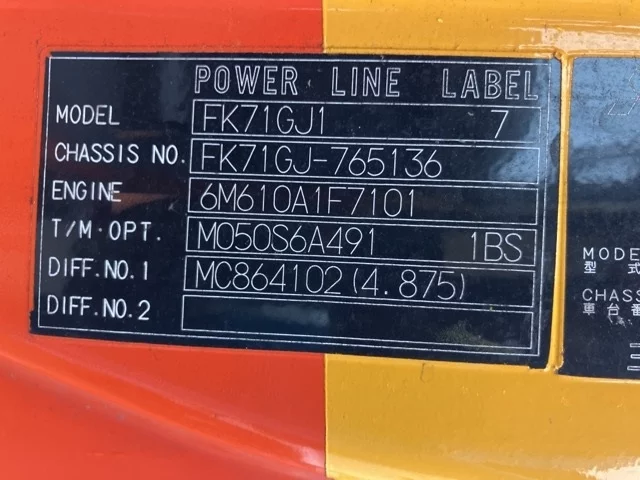 POWER LINE LABEL
MODEL FK71GJ1 7
CHASSIS NO. FK71GJ-765136
ENGINE 6M610A1F7101
T/M・OPT. M050S6A491 1BS
DIFF.NO.1 MC864102(4.875)
DIFF.NO.2
MODE
型 式
CHASS
車台番